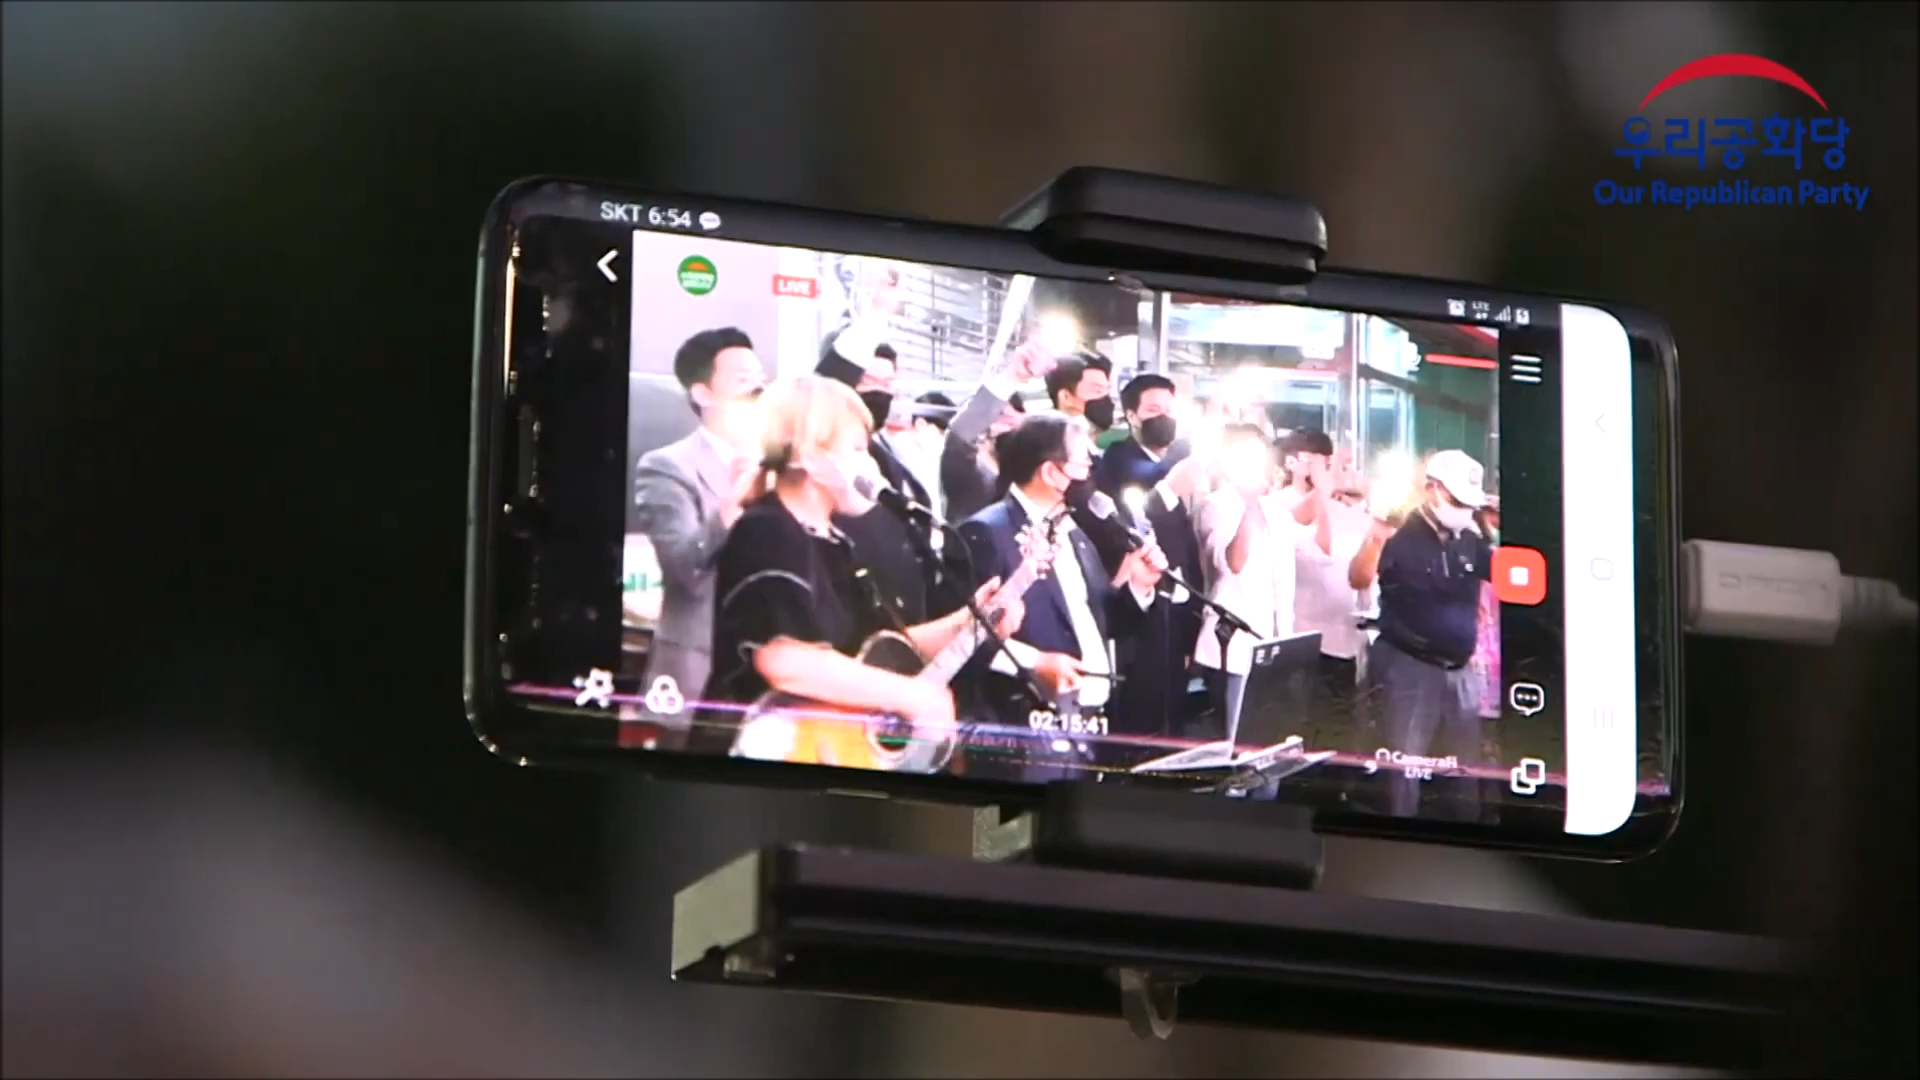 우리공화당
Our Republican Party
SKT 6:54
LIVE
02:15:41
CameraFi
LIVE